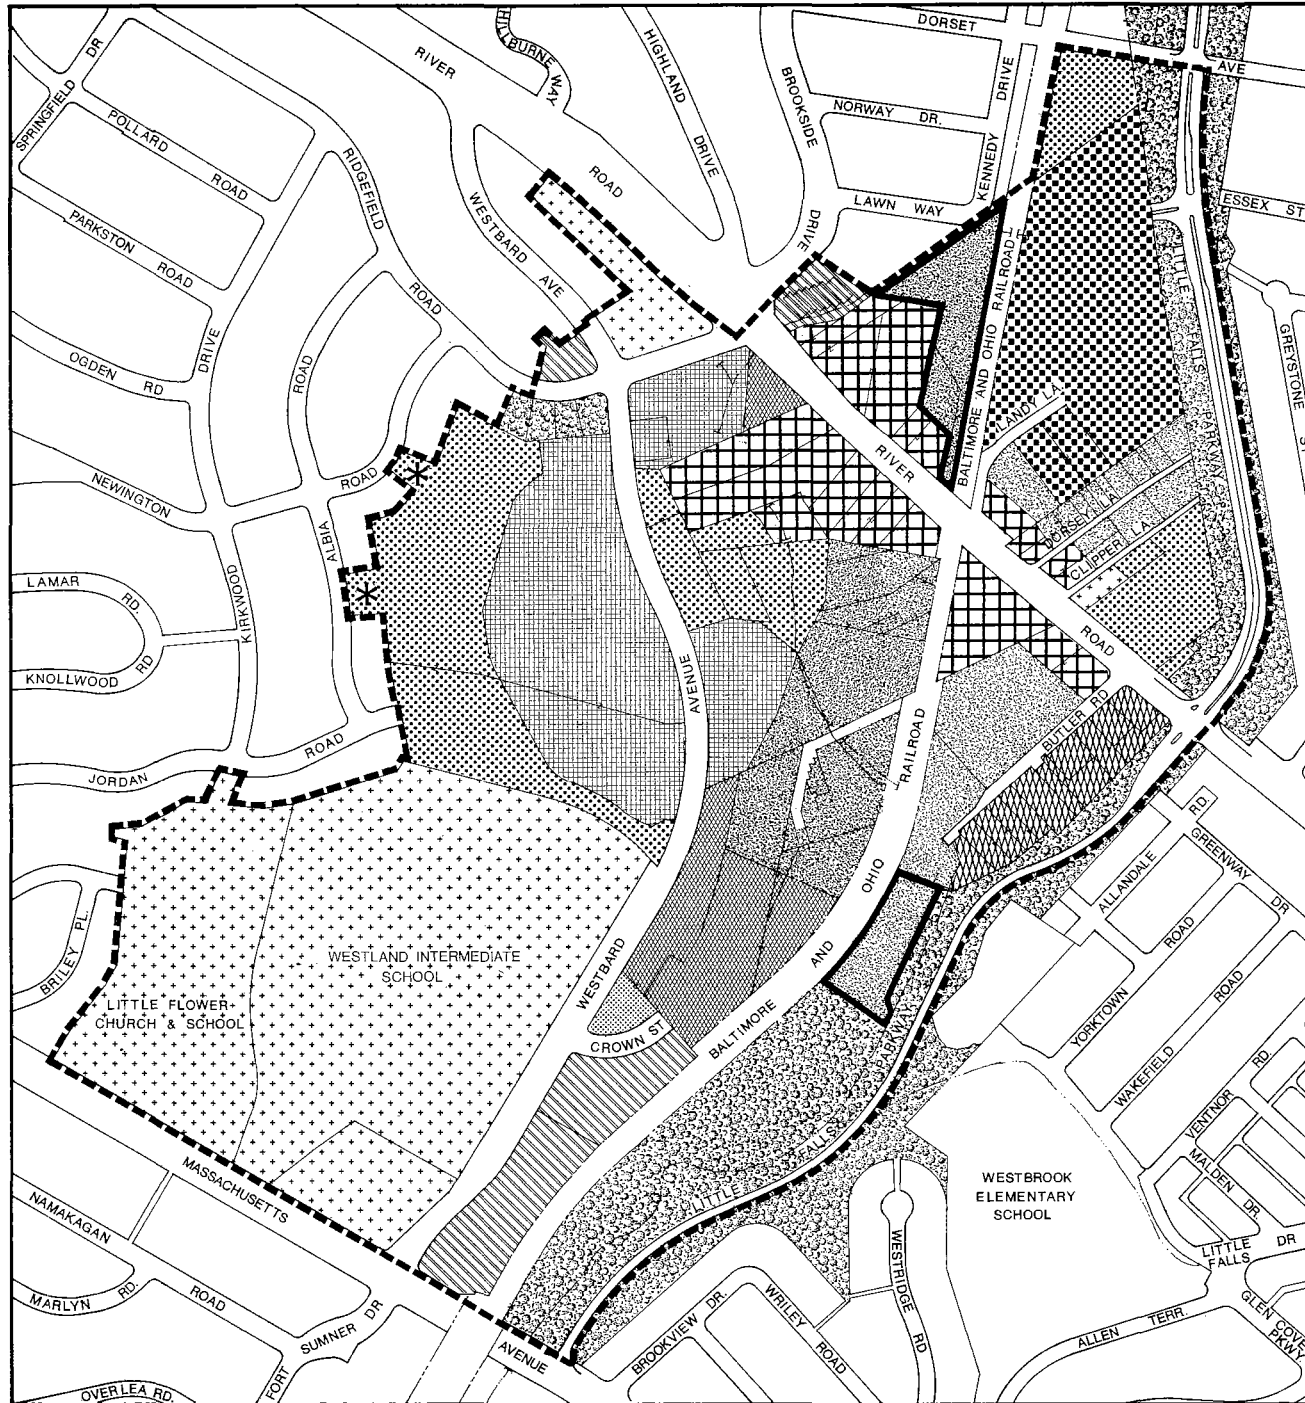 DORSET
AVE
SPRINGFIELD DR
RIVER
ROAD
HILLBURNE WAY
HIGHLAND DRIVE
BROOKSIDE
DRIVE
NORWAY DR.
KENNEDY DRIVE
LAWN WAY
ESSEX ST
POLLARD ROAD
RIDGEFIELD
ROAD
WESTBARD AVE
PARKSTON ROAD
OGDEN RD
DRIVE
ROAD
BALTIMORE AND OHIO RAILROAD
LITTLE FALLS PARKWAY
GREYSTONE
LANDY LA.
NEWINGTON
ROAD
ALBIA
RIVER
DORSEY LA.
CLIPPER LA.
LAMAR RD.
KIRKWOOD
KNOLLWOOD RD
AVENUE
ROAD
BUTLER RD
JORDAN
ROAD
RAILROAD
RD
GREENWAY DR
ALLANDALE
BRILEY PL.
OHIO
ROAD
WESTLAND INTERMEDIATE
SCHOOL
WESTBARD
AND
YORKTOWN
ROAD
LITTLE FLOWER
CHURCH & SCHOOL
CROWN ST
BALTIMORE
PARKWAY
WAKEFIELD
VENTNOR RD
MALDEN DR.
LITTLE FALLS
MASSACHUSETTS
WESTBROOK
ELEMENTARY
SCHOOL
NAMAKAGAN
ROAD
LITTLE
FALLS
DR
WESTRIDGE RD
MARLYN RD.
FORT SUMNER DR
AVENUE
BROOKVIEW DR.
WRILEY ROAD
ALLEN TERR.
GLEN COVE
PKWY
OVERLEA RD.